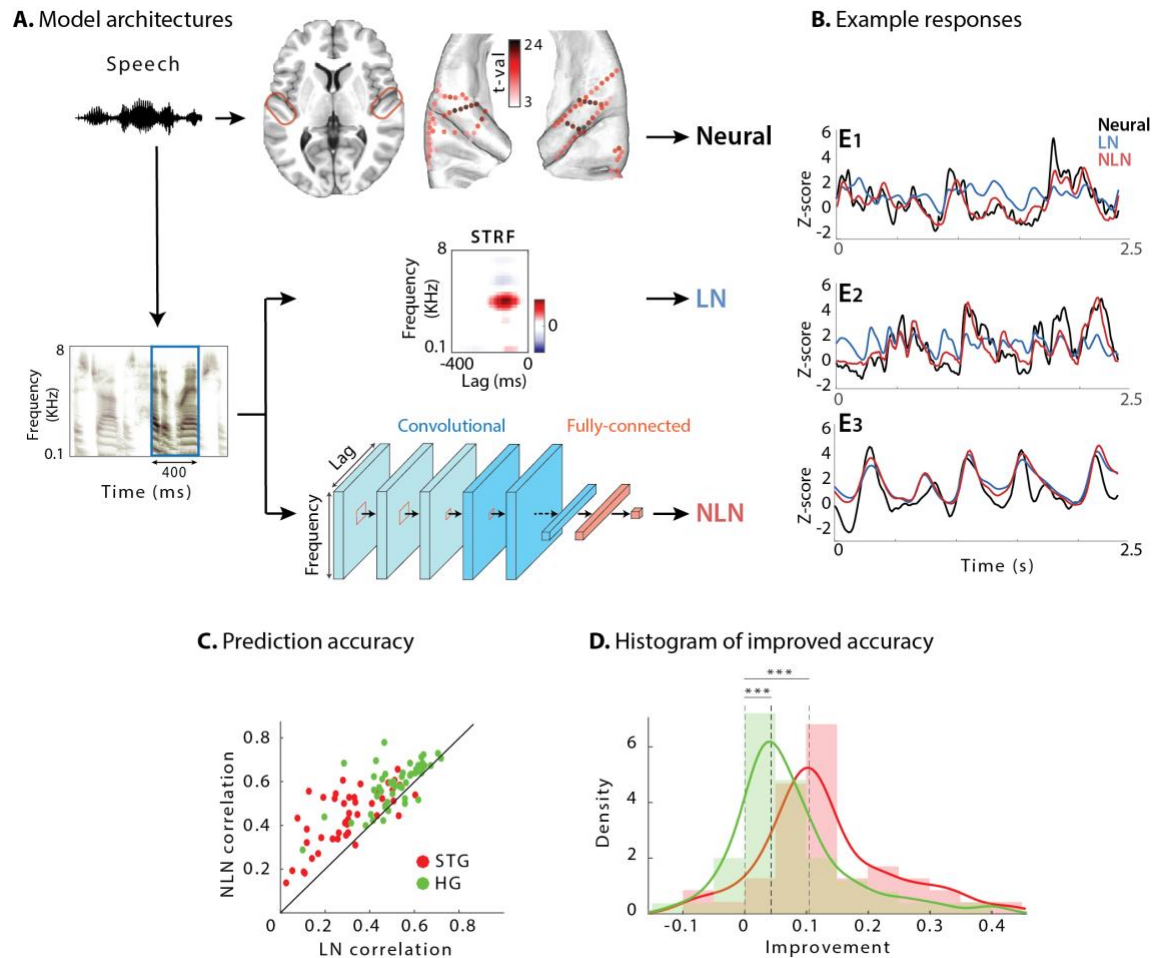 A. Model architectures
Speech
t-val
24
3
Neural
STRF
8
Frequency
(KHz)
0.1
-400
0
Lag (ms)
0
LN
8
Frequency
(KHz)
0.1
400
Time (ms)
Convolutional
Fully-connected
Lag
Frequency
NLN
B. Example responses
Neural
LN
NLN
E1
6
4
2
0
-2
Z-score
0
2.5
E2
6
4
2
0
-2
Z-score
0
2.5
E3
6
4
2
0
-2
Z-score
0
2.5
Time (s)
C. Prediction accuracy
NLN correlation
0.8
0.6
0.4
0.2
STG
HG
0 0.2 0.4 0.6 0.8
LN correlation
D. Histogram of improved accuracy
***
***
Density
6
4
2
0
-0.1 0 0.1 0.2 0.3 0.4
Improvement